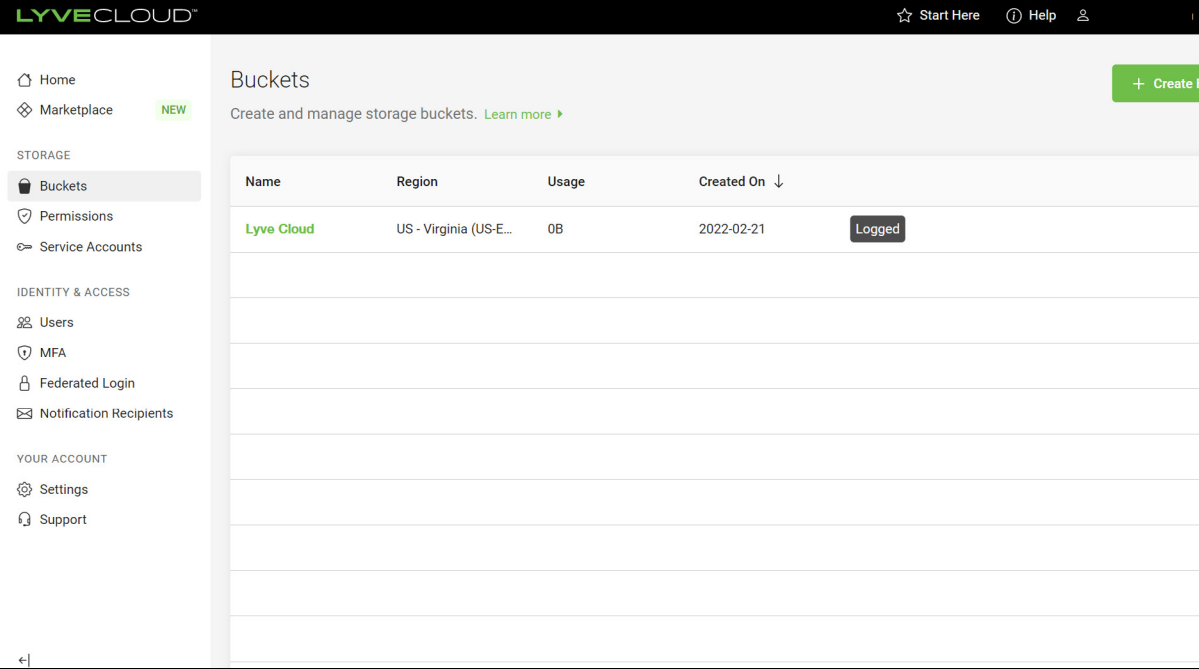 LYVECLOUD™
Start Here
Help
Home
Marketplace NEW
STORAGE
Buckets
Permissions
Service Accounts
IDENTITY & ACCESS
Users
MFA
Federated Login
Notification Recipients
YOUR ACCOUNT
Settings
Support
Buckets
Create and manage storage buckets. Learn more
+ Create
Name Region Usage Created On ↓
Lyve Cloud US - Virginia (US-E... 0B 2022-02-21 Logged